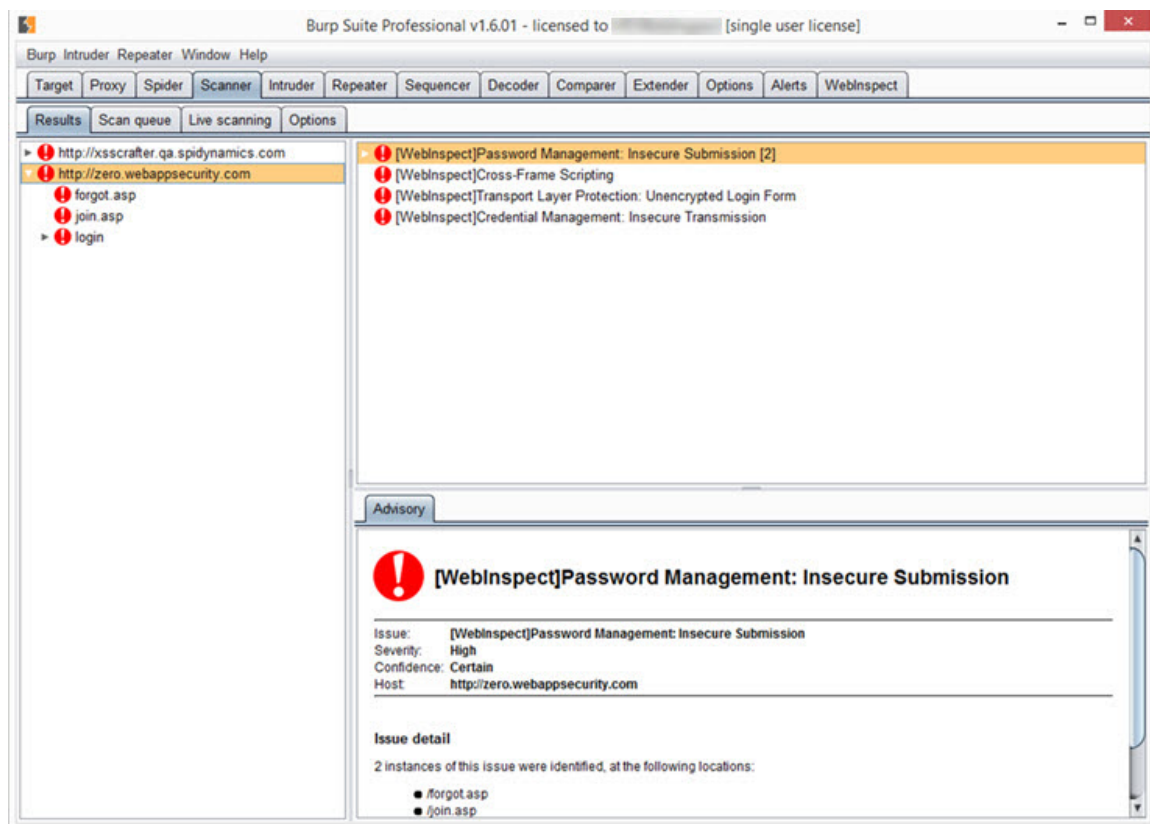 Burp Suite Professional v1.6.01 - licensed to [single user license]
Burp Intruder Repeater Window Help
Target Proxy Spider Scanner Intruder Repeater Sequencer Decoder Comparer Extender Options Alerts WebInspect
Results Scan queue Live scanning Options
http://xsscrafter.qa.spidynamics.com
http://zero.webappsecurity.com
forgot.asp
join.asp
login
[WebInspect]Password Management: Insecure Submission [2]
[WebInspect]Cross-Frame Scripting
[WebInspect]Transport Layer Protection: Unencrypted Login Form
[WebInspect]Credential Management: Insecure Transmission
Advisory
[WebInspect]Password Management: Insecure Submission
Issue: [WebInspect]Password Management: Insecure Submission
Severity: High
Confidence: Certain
Host: http://zero.webappsecurity.com
Issue detail
2 instances of this issue were identified, at the following locations:
/forgot.asp
/join.asp